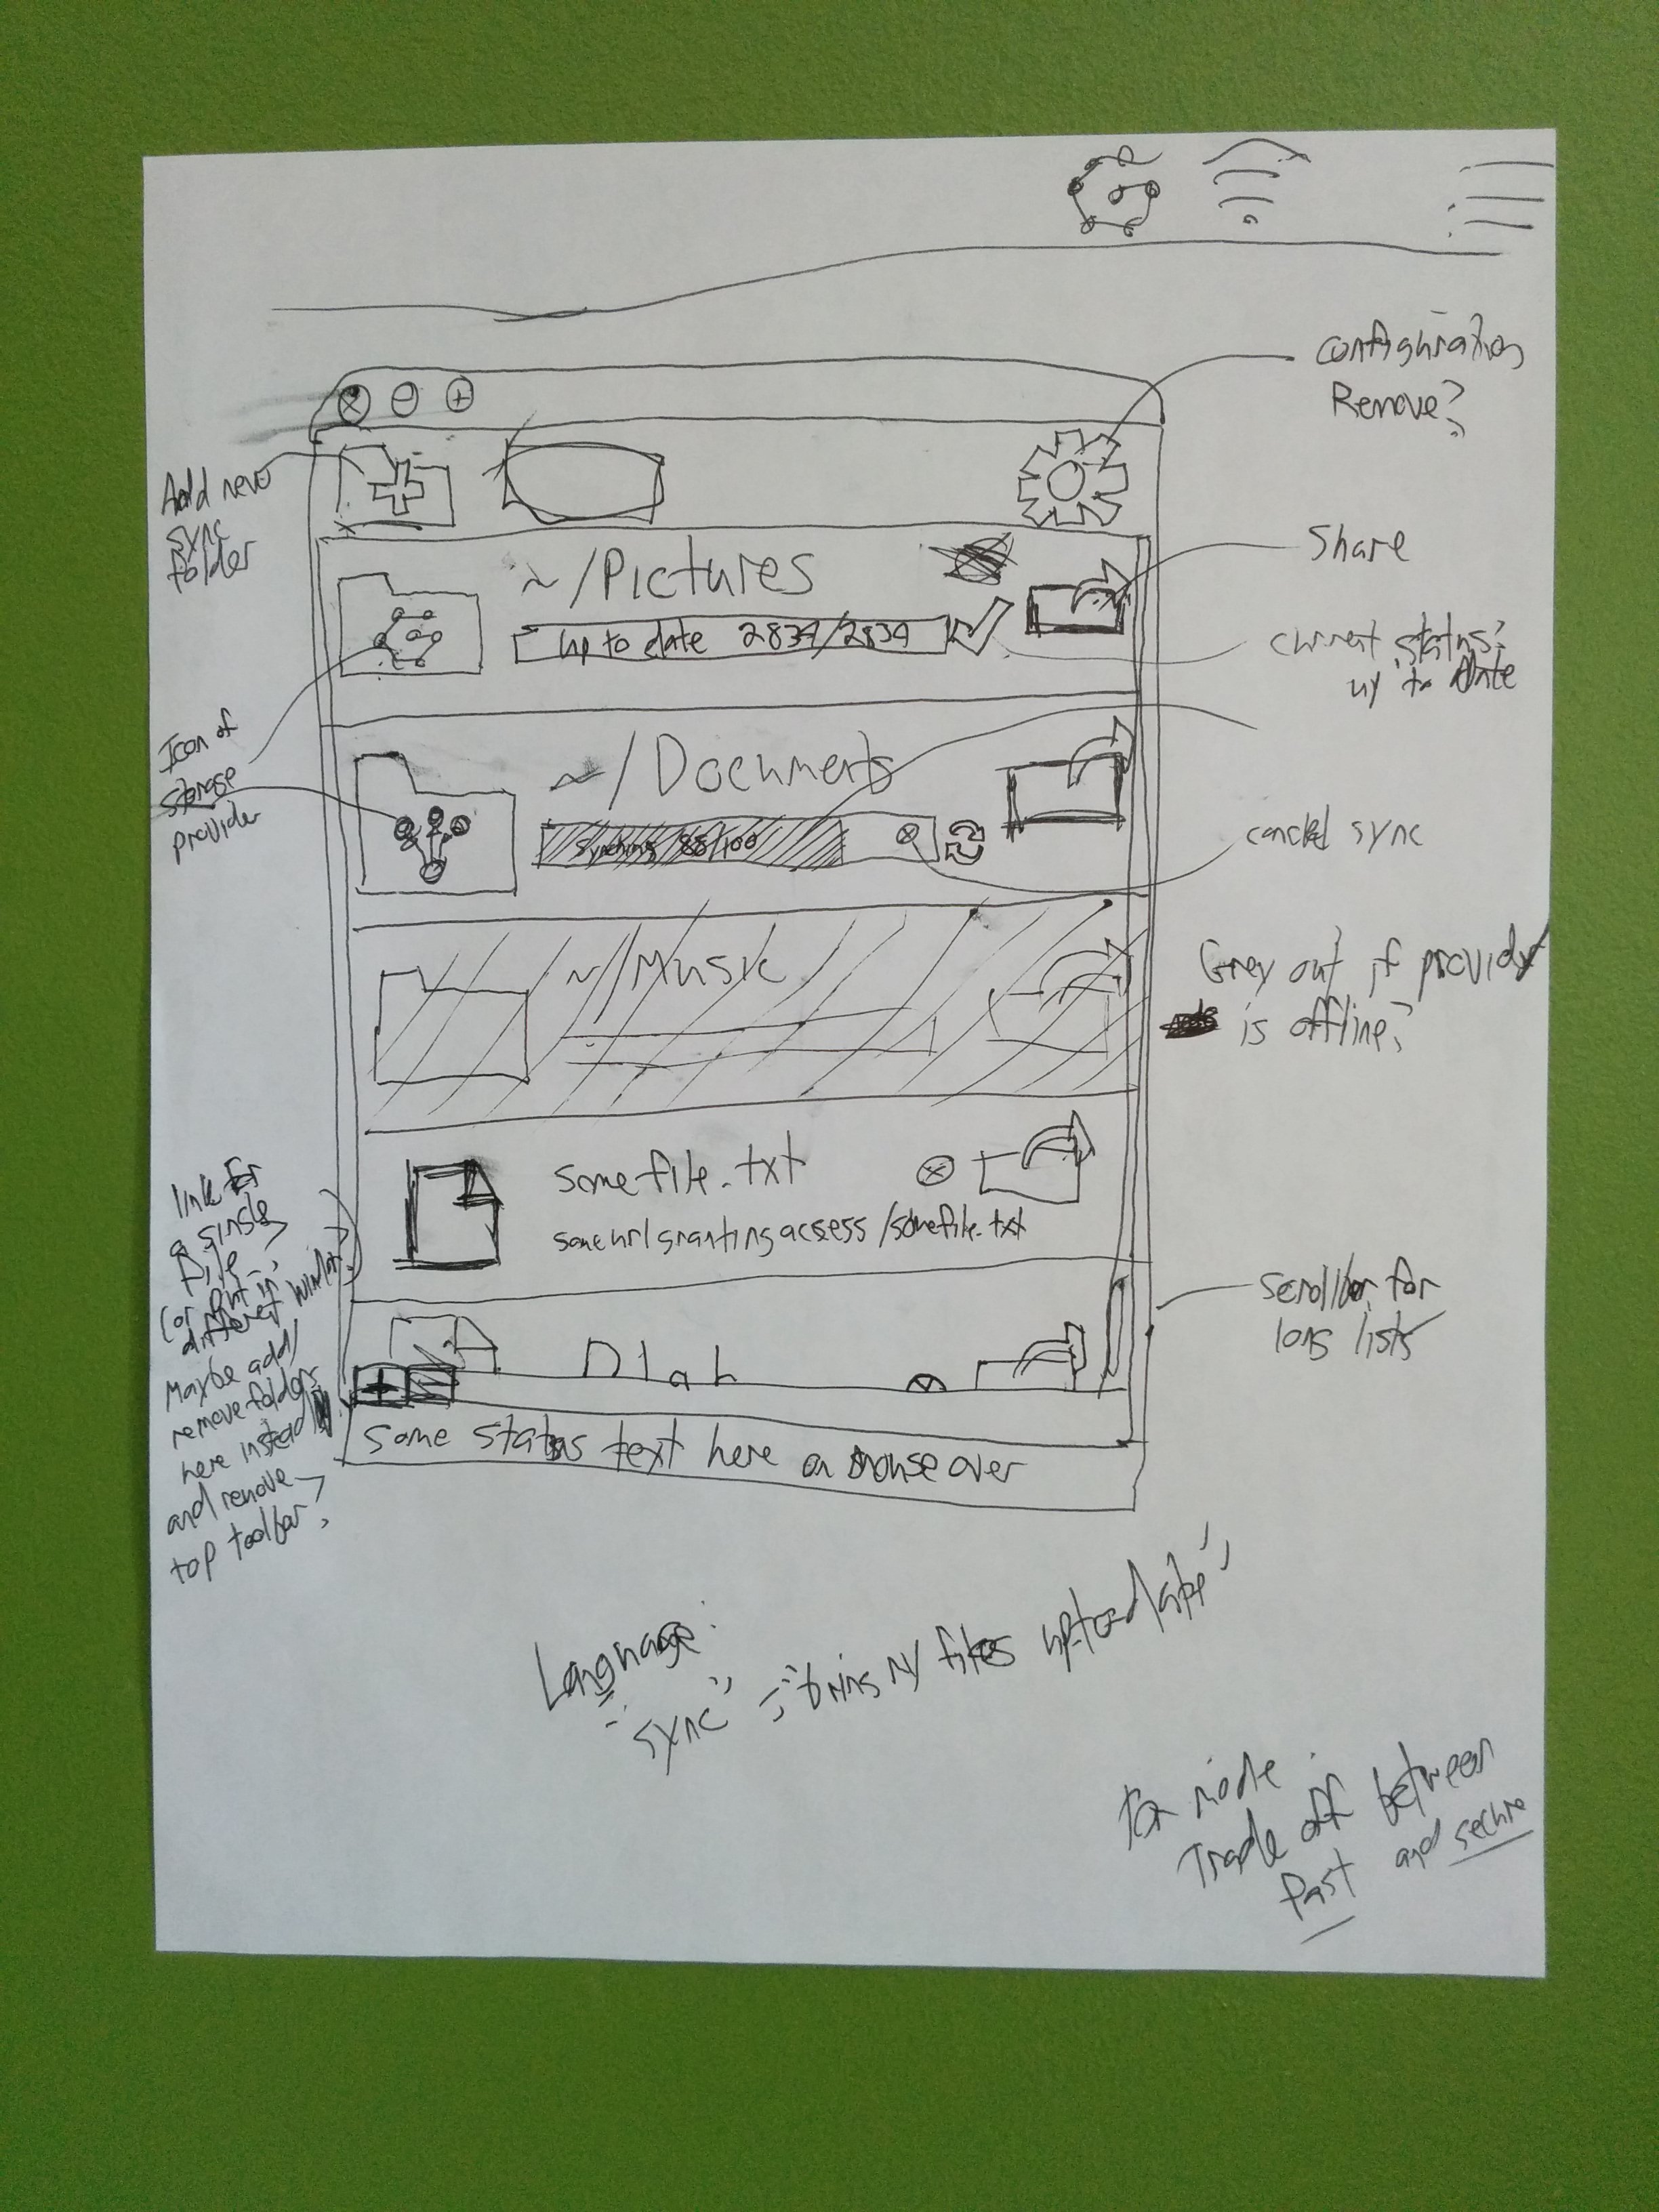 configuration
Remove?
Add new
sync
folder
~/Pictures
Share
up to date 2834/2834
current status:
up to date
Icon of
storage
provider
~/Documents
synching 88/100
cancel sync
~/Music
Grey out if provider
is offline?
somefile.txt
someurlgrantingaccess/somefile.txt
link for
a single
file?
(or put in
different window?)
Maybe add/
remove folders
here instead
and remove
top toolbar?
scrollbar for
long lists
Blah
Some status text here on mouse over
Language:
"sync" = "bring my files up-to-date"
Tor mode
Trade off between
fast and secure